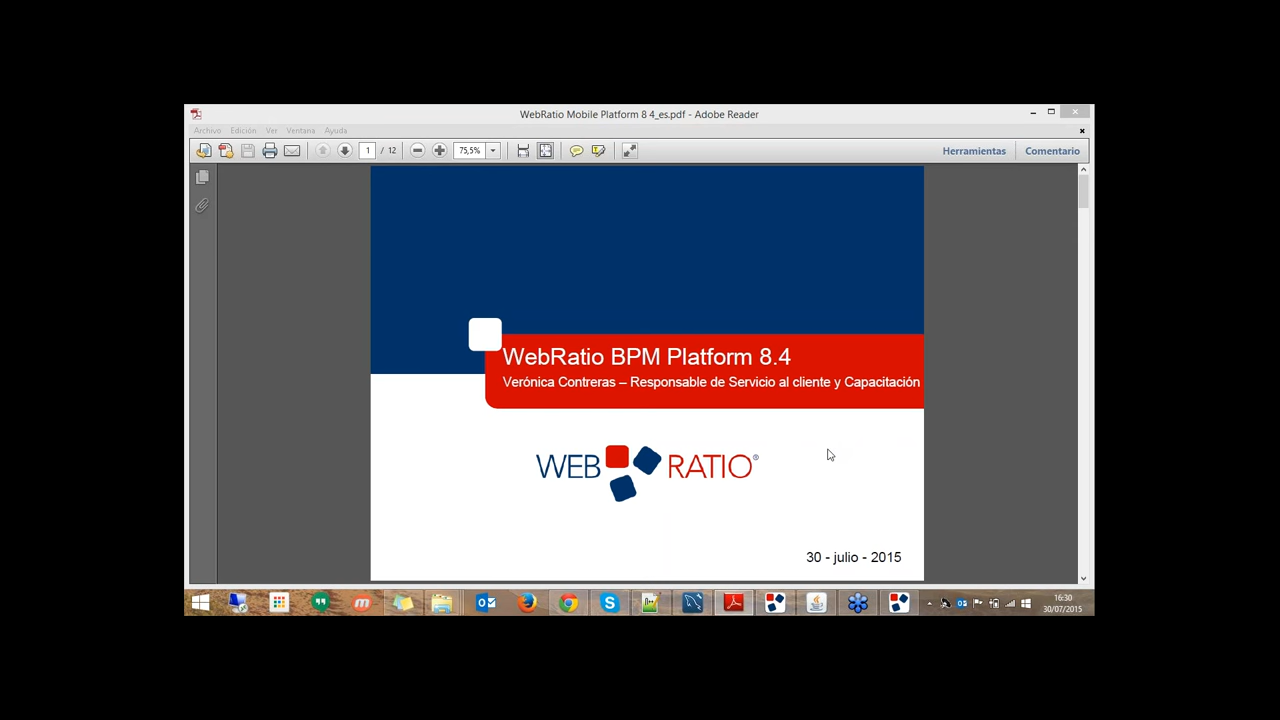 WebRatio Mobile Platform 8 4_es.pdf - Adobe Reader
Archivo Edición Ver Ventana Ayuda
1 / 12 75,5% Herramientas Comentario
WebRatio BPM Platform 8.4
Verónica Contreras – Responsable de Servicio al cliente y Capacitación
WEB RATIO®
30 - julio - 2015
16:30
30/07/2015